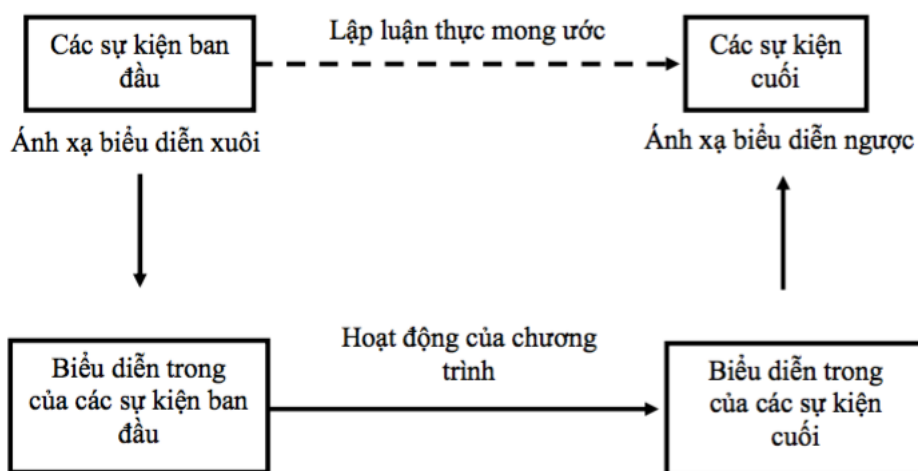 Các sự kiện ban
đầu
Lập luận thực mong ước
Các sự kiện
cuối
Ánh xạ biểu diễn xuôi
Ánh xạ biểu diễn ngược
Biểu diễn trong
của các sự kiện ban
đầu
Hoạt động của chương
trình
Biểu diễn trong
của các sự kiện
cuối